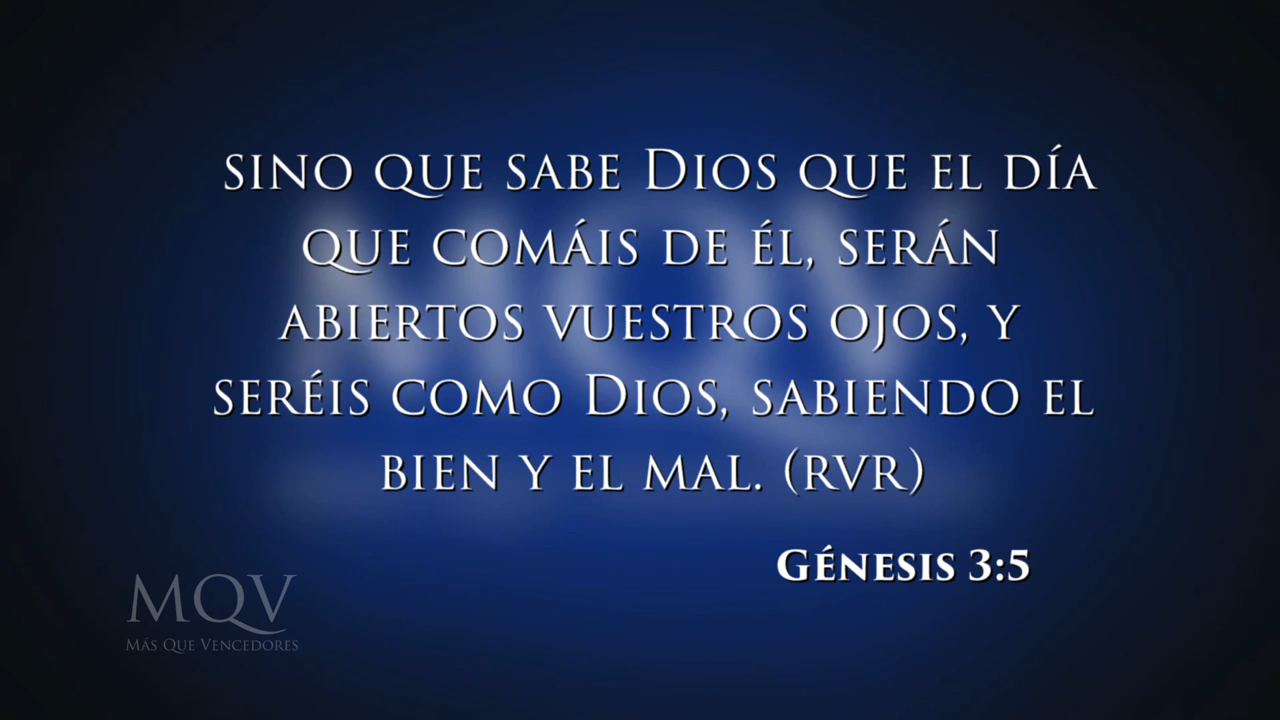 sino que sabe Dios que el día
que comáis de él, serán
abiertos vuestros ojos, y
seréis como Dios, sabiendo el
bien y el mal. (rvr)
Génesis 3:5
MQV
Más Que Vencedores